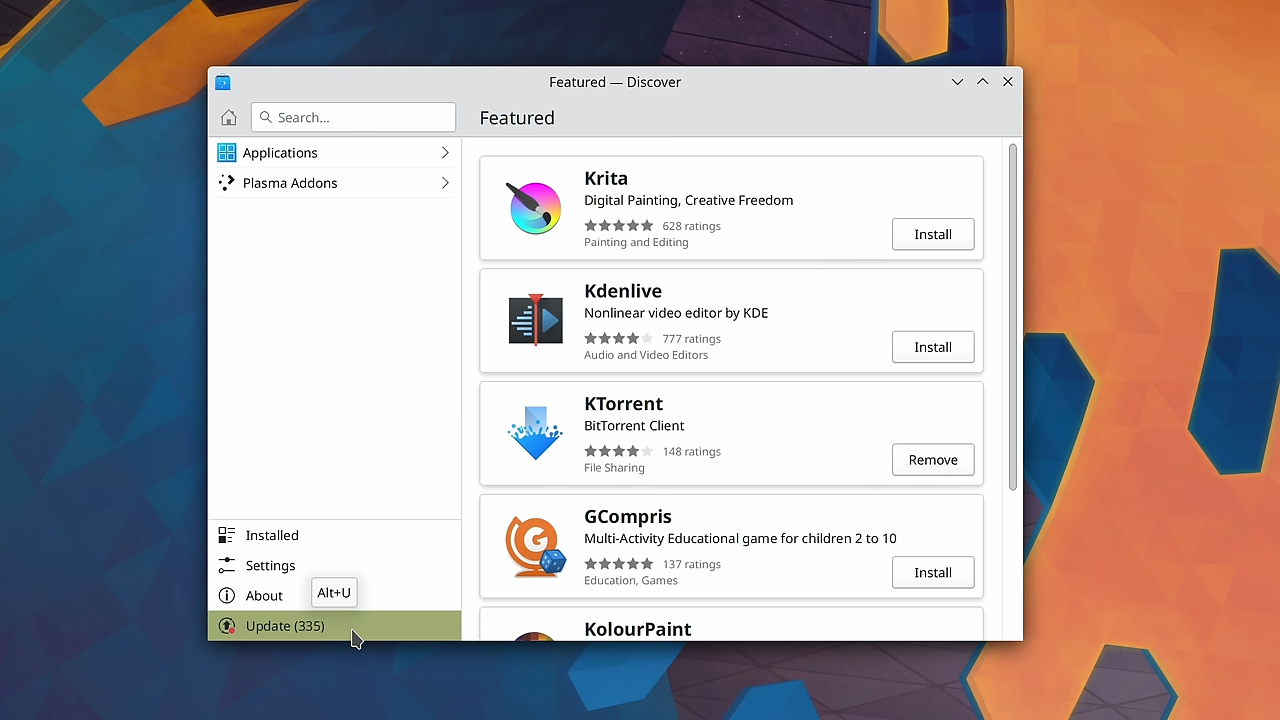 Featured — Discover
Search...
Featured
Applications
Plasma Addons
Krita
Digital Painting, Creative Freedom
628 ratings
Painting and Editing
Install
Kdenlive
Nonlinear video editor by KDE
777 ratings
Audio and Video Editors
Install
KTorrent
BitTorrent Client
148 ratings
File Sharing
Remove
GCompris
Multi-Activity Educational game for children 2 to 10
137 ratings
Education, Games
Install
KolourPaint
Installed
Settings
About
Alt+U
Update (335)